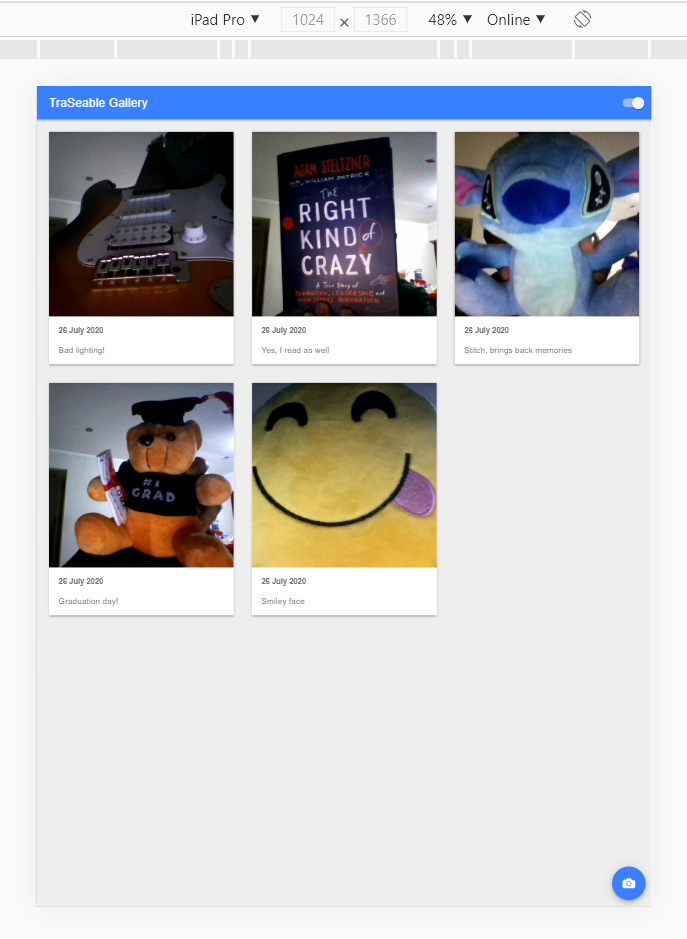 iPad Pro ▼ 1024 × 1366 48% ▼ Online ▼
TraSeable Gallery
ADAM STELTZNER
WILLIAM PATRICK
THE
RIGHT
KIND of
CRAZY
A True Story of
TEAMWORK, LEADERSHIP and
HIGH-STAKES INNOVATION
26 July 2020
Bad lighting!
26 July 2020
Yes, I read as well
26 July 2020
Stitch, brings back memories
#1
GRAD
26 July 2020
Graduation day!
26 July 2020
Smiley face